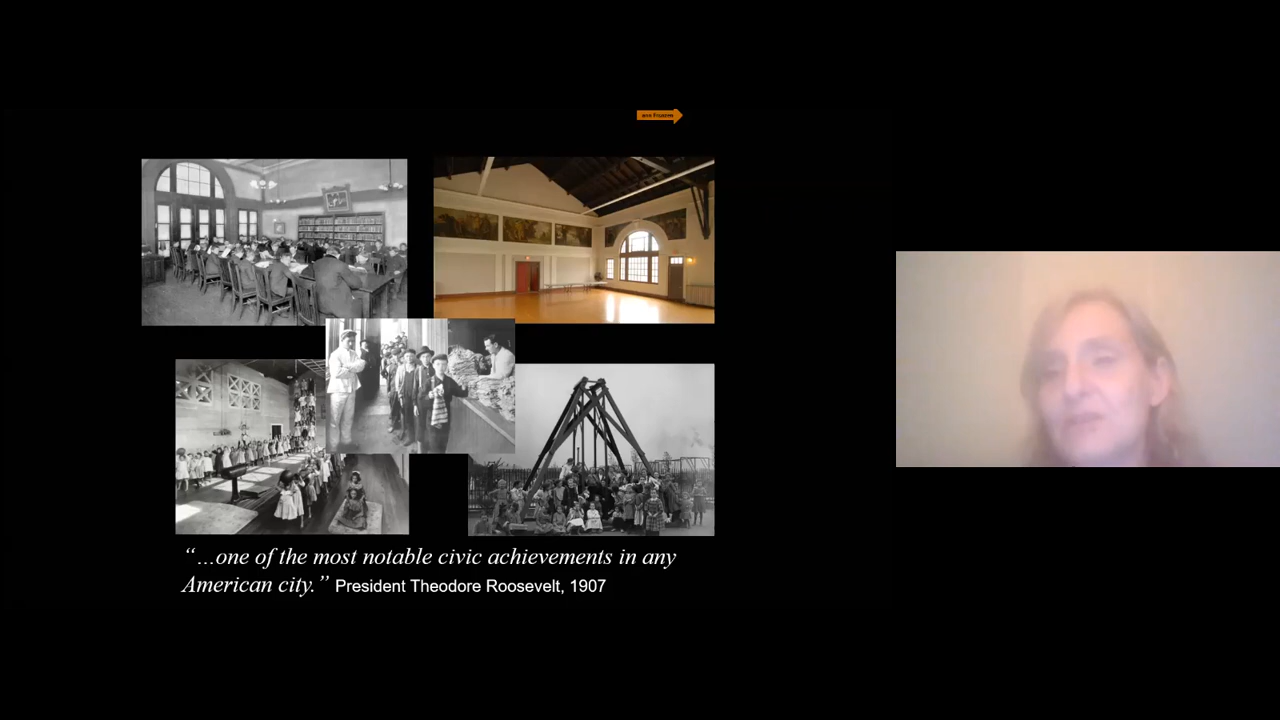 “…one of the most notable civic achievements in any
American city.” President Theodore Roosevelt, 1907